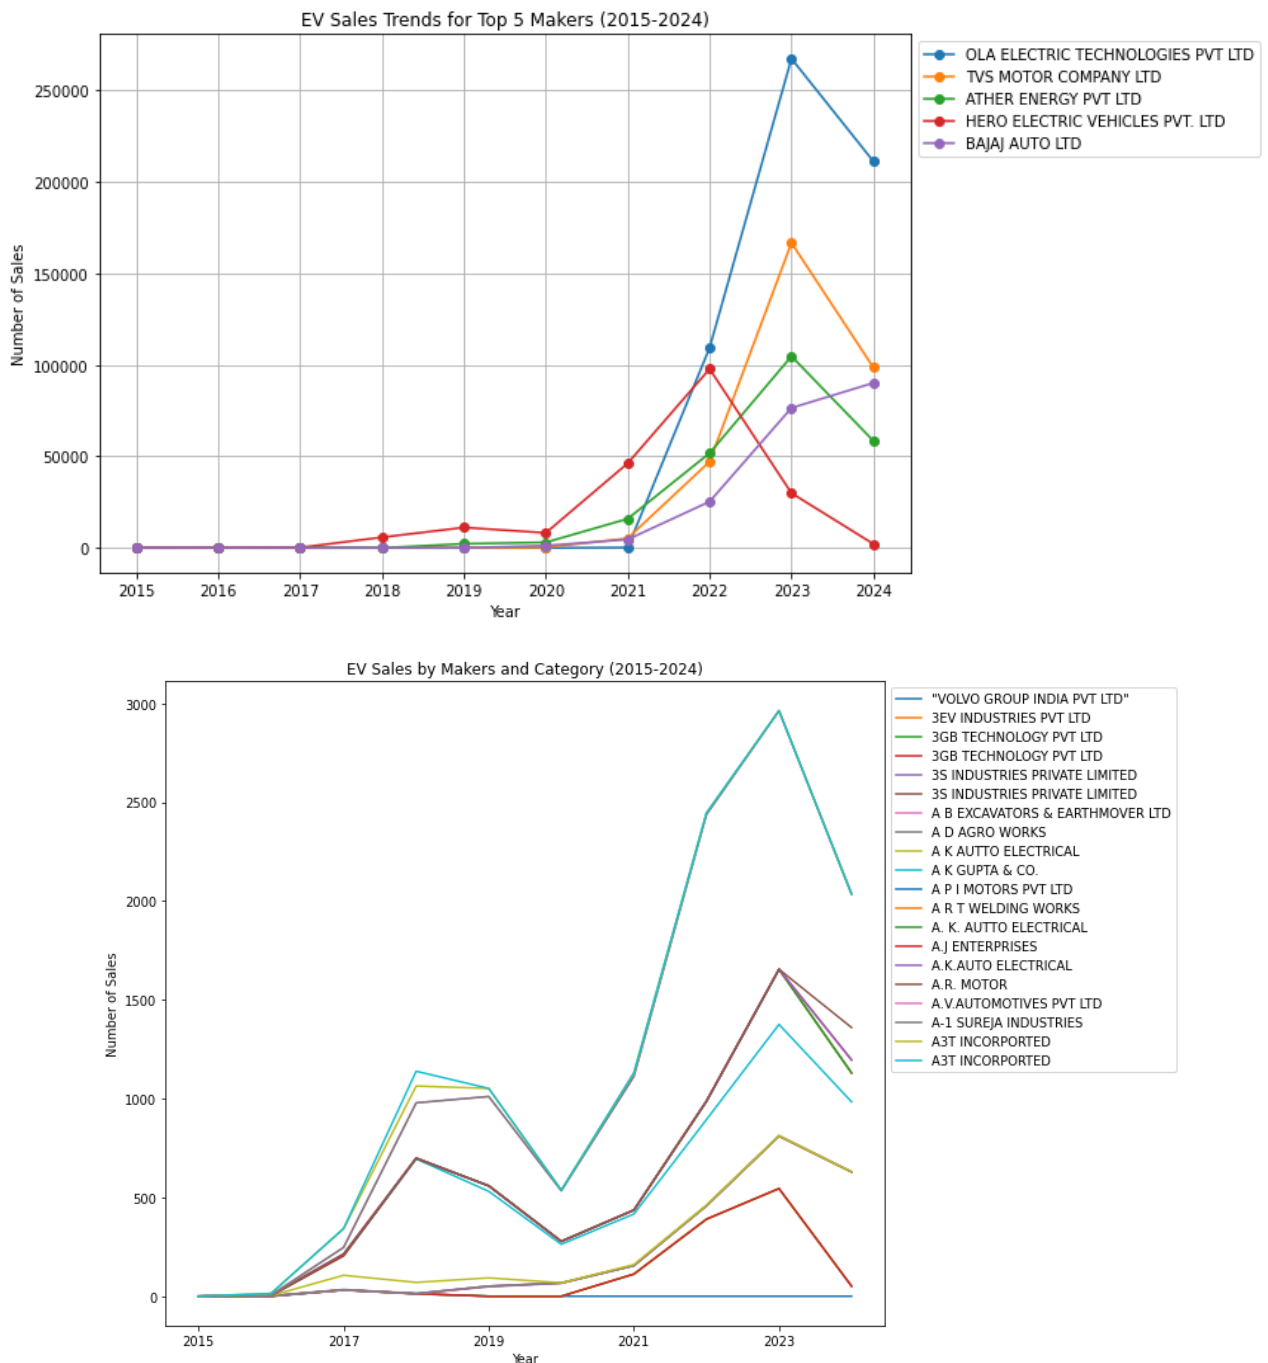 EV Sales Trends for Top 5 Makers (2015-2024)
250000
200000
150000
100000
50000
0
Number of Sales
2015 2016 2017 2018 2019 2020 2021 2022 2023 2024
Year
OLA ELECTRIC TECHNOLOGIES PVT LTD
TVS MOTOR COMPANY LTD
ATHER ENERGY PVT LTD
HERO ELECTRIC VEHICLES PVT. LTD
BAJAJ AUTO LTD
EV Sales by Makers and Category (2015-2024)
3000
2500
2000
1500
1000
500
0
Number of Sales
2015 2017 2019 2021 2023
Year
"VOLVO GROUP INDIA PVT LTD"
3EV INDUSTRIES PVT LTD
3GB TECHNOLOGY PVT LTD
3GB TECHNOLOGY PVT LTD
3S INDUSTRIES PRIVATE LIMITED
3S INDUSTRIES PRIVATE LIMITED
A B EXCAVATORS & EARTHMOVER LTD
A D AGRO WORKS
A K AUTTO ELECTRICAL
A K GUPTA & CO.
A P I MOTORS PVT LTD
A R T WELDING WORKS
A. K. AUTTO ELECTRICAL
A.J ENTERPRISES
A.K.AUTO ELECTRICAL
A.R. MOTOR
A.V.AUTOMOTIVES PVT LTD
A-1 SUREJA INDUSTRIES
A3T INCORPORTED
A3T INCORPORTED